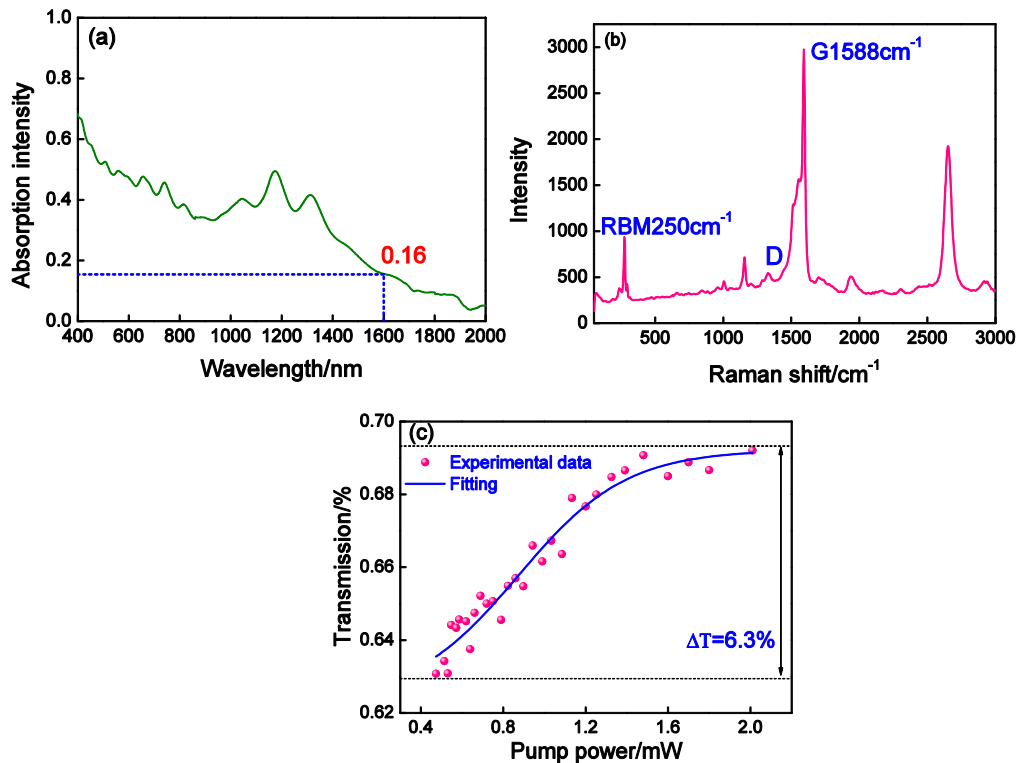 (a)
1.0
0.8
0.6
0.4
0.2
0.0
0.16
400 600 800 1000 1200 1400 1600 1800 2000
Absorption intensity
Wavelength/nm
(b)
3000
2500
2000
1500
1000
500
0
G1588cm⁻¹
RBM250cm⁻¹
D
500 1000 1500 2000 2500 3000
Intensity
Raman shift/cm⁻¹
(c)
0.70
0.68
0.66
0.64
0.62
Experimental data
Fitting
ΔT=6.3%
0.4 0.8 1.2 1.6 2.0
Transmission/%
Pump power/mW